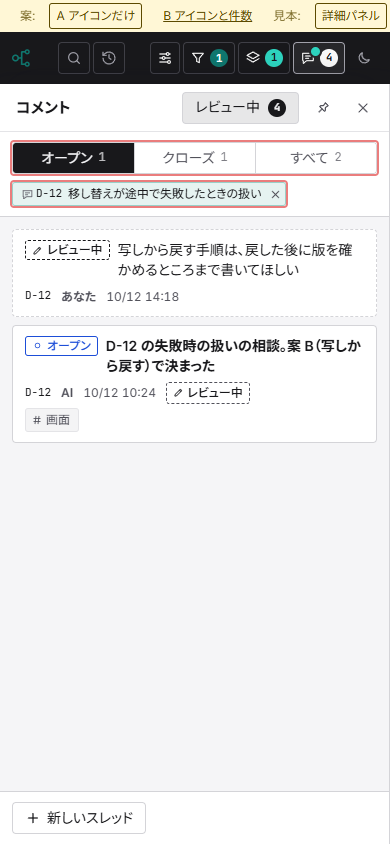 案: A アイコンだけ B アイコンと件数 見本: 詳細パネル
1 1 4
コメント レビュー中 4
オープン 1 クローズ 1 すべて 2
D-12 移し替えが途中で失敗したときの扱い
レビュー中 写しから戻す手順は、戻した後に版を確
かめるところまで書いてほしい
D-12 あなた 10/12 14:18
オープン D-12 の失敗時の扱いの相談。案 B(写しか
ら戻す)で決まった
D-12 AI 10/12 10:24 レビュー中
# 画面
+ 新しいスレッド